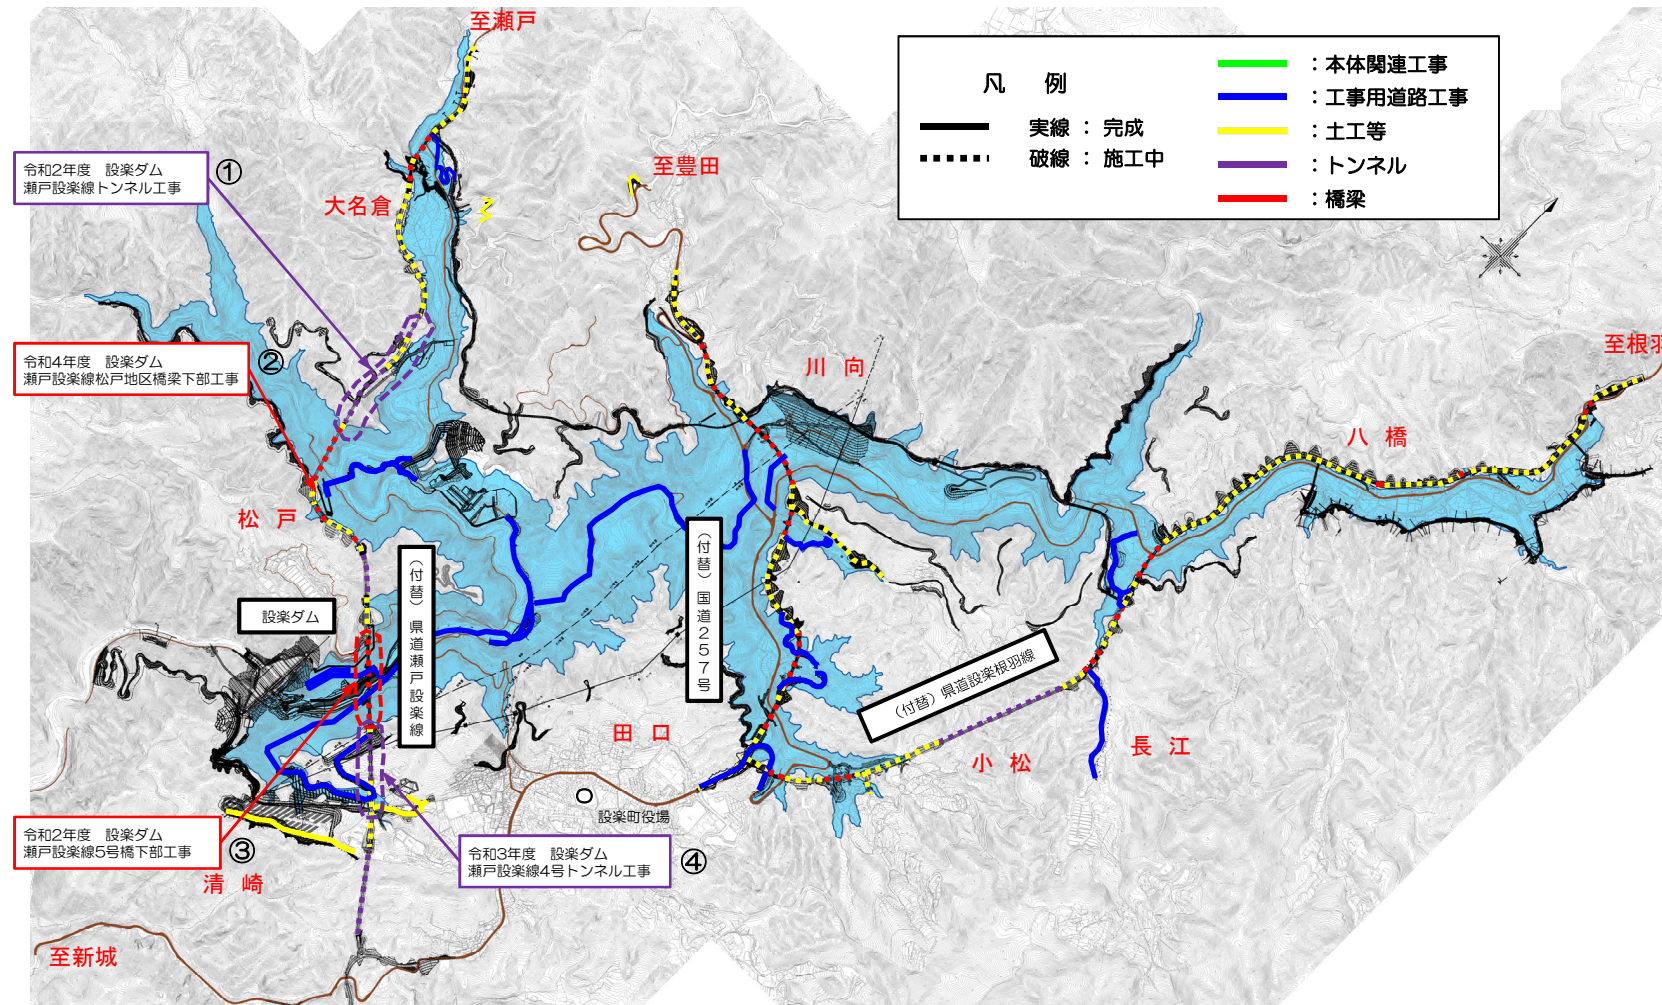 至瀬戸
凡 例
実線 : 完成
破線 : 施工中
: 本体関連工事
: 工事用道路工事
: 土工等
: トンネル
: 橋梁
令和2年度 設楽ダム
瀬戸設楽線トンネル工事
①
大名倉
至豊田
令和4年度 設楽ダム
瀬戸設楽線松戸地区橋梁下部工事
②
川向
至根羽
八橋
松戸
(付替) 県道瀬戸設楽線
(付替) 国道257号
設楽ダム
(付替) 県道設楽根羽線
田口
小松
長江
設楽町役場
令和2年度 設楽ダム
瀬戸設楽線5号橋下部工事
③
清崎
令和3年度 設楽ダム
瀬戸設楽線4号トンネル工事
④
至新城